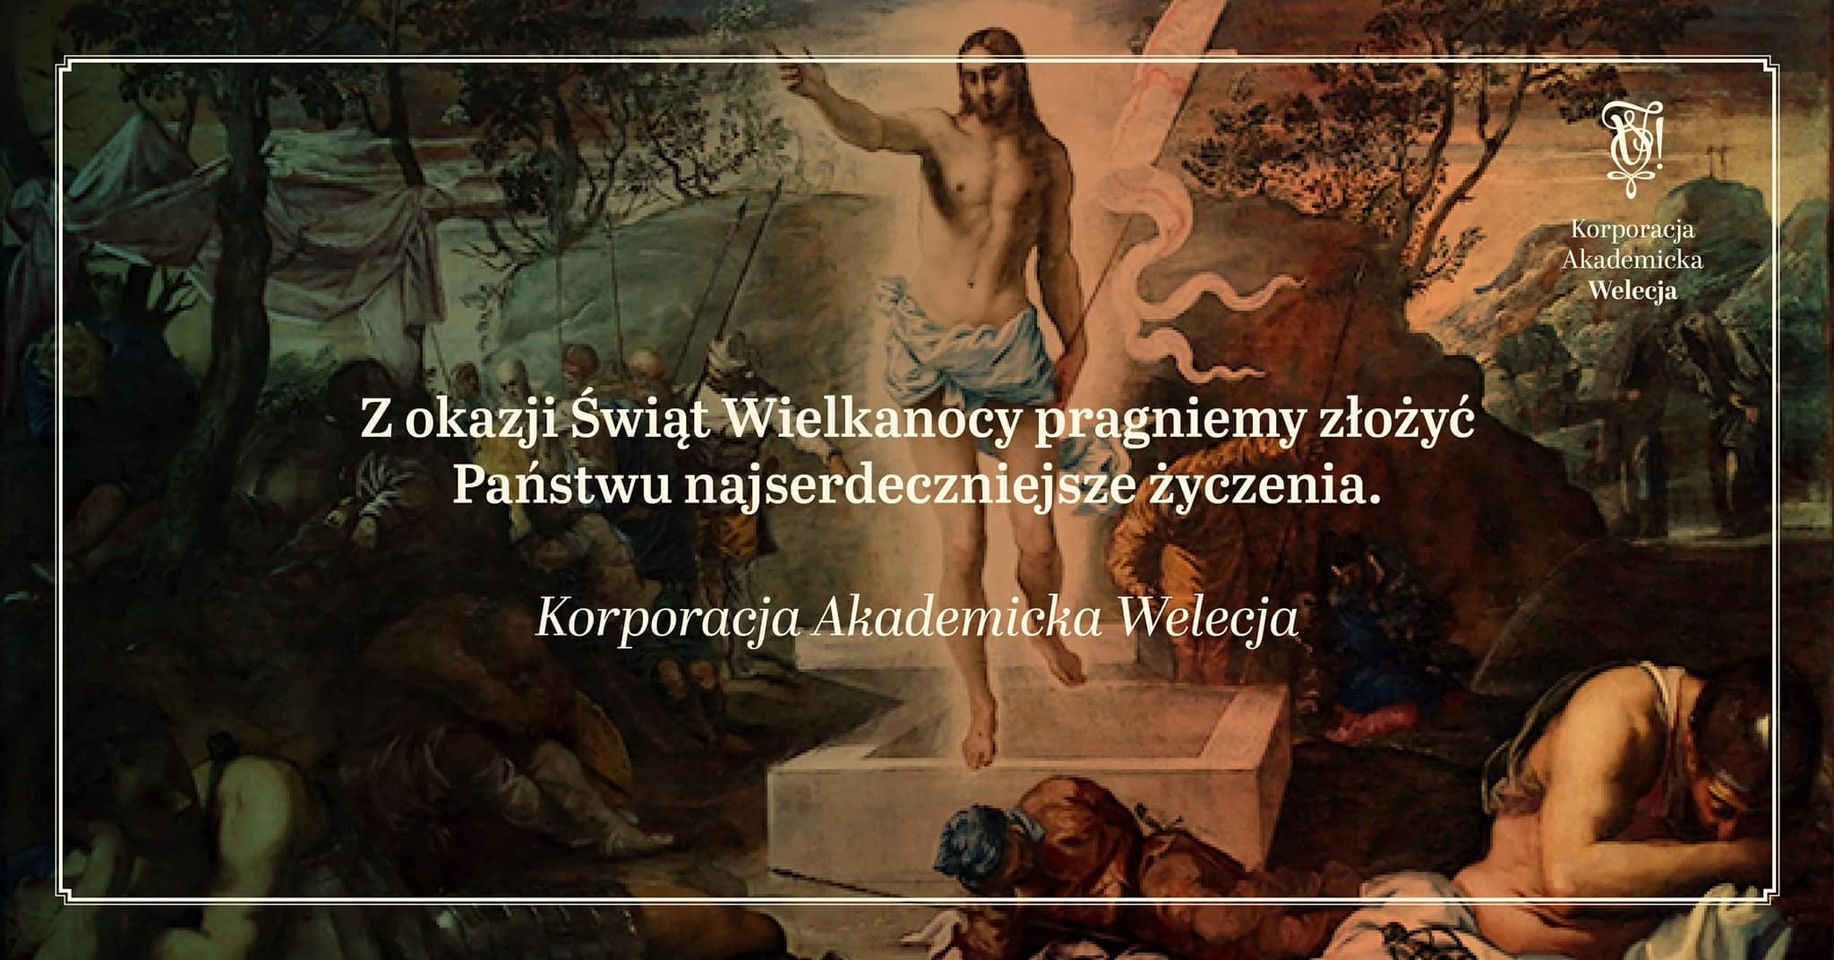 Korporacja
Akademicka
Welecja
Z okazji Świąt Wielkanocy pragniemy złożyć
Państwu najserdeczniejsze życzenia.
Korporacja Akademicka Welecja